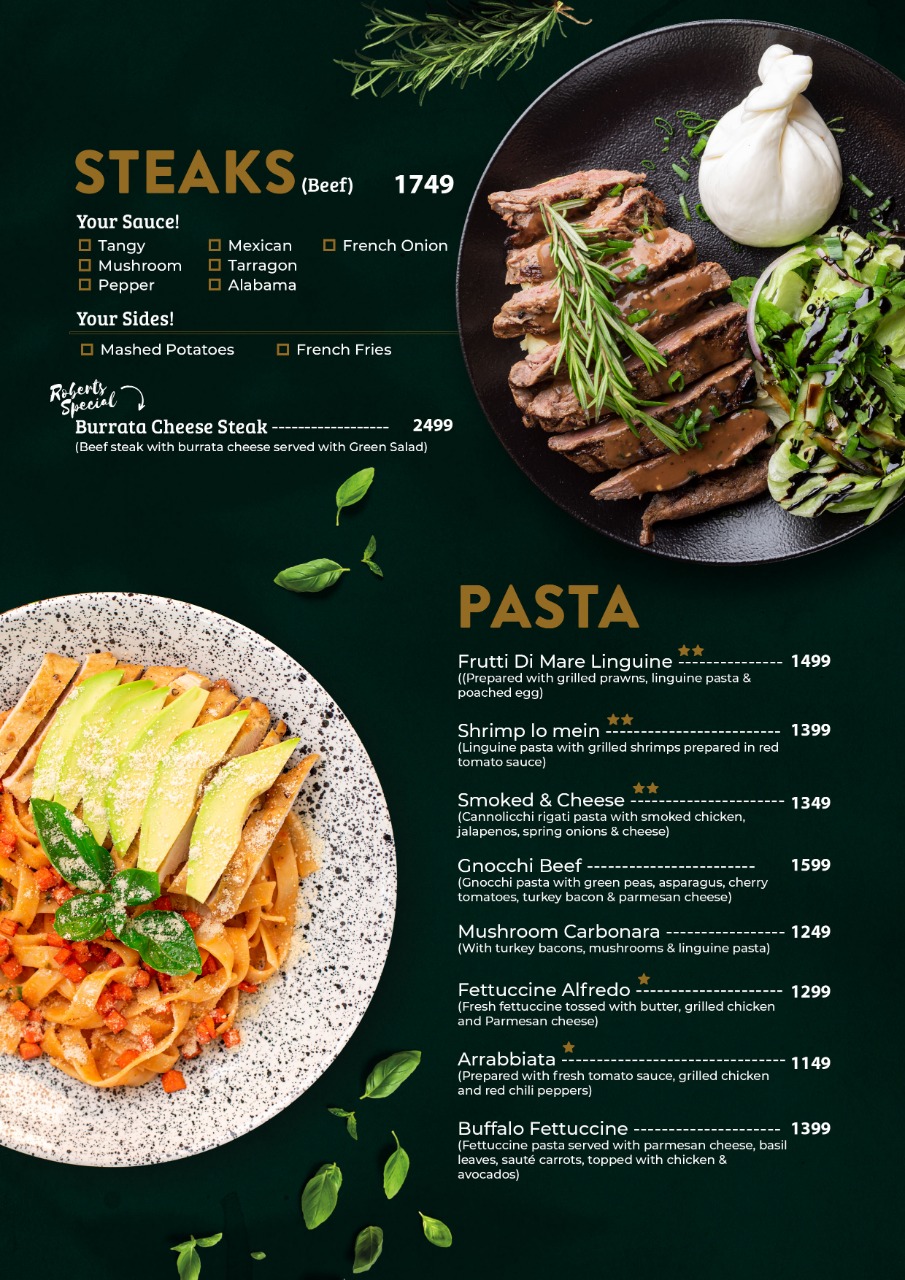 STEAKS (Beef) 1749
Your Sauce!
Tangy Mexican French Onion
Mushroom Tarragon
Pepper Alabama
Your Sides!
Mashed Potatoes French Fries
Roberts
Special
Burrata Cheese Steak ------------------ 2499
(Beef steak with burrata cheese served with Green Salad)
PASTA
Frutti Di Mare Linguine --------------- 1499
((Prepared with grilled prawns, linguine pasta &
poached egg)
Shrimp lo mein ------------------------- 1399
(Linguine pasta with grilled shrimps prepared in red
tomato sauce)
Smoked & Cheese ---------------------- 1349
(Cannolicchi rigati pasta with smoked chicken,
jalapenos, spring onions & cheese)
Gnocchi Beef ------------------------ 1599
(Gnocchi pasta with green peas, asparagus, cherry
tomatoes, turkey bacon & parmesan cheese)
Mushroom Carbonara ----------------- 1249
(With turkey bacons, mushrooms & linguine pasta)
Fettuccine Alfredo --------------------- 1299
(Fresh fettuccine tossed with butter, grilled chicken
and Parmesan cheese)
Arrabbiata -------------------------------- 1149
(Prepared with fresh tomato sauce, grilled chicken
and red chili peppers)
Buffalo Fettuccine --------------------- 1399
(Fettuccine pasta served with parmesan cheese, basil
leaves, sauté carrots, topped with chicken &
avocados)